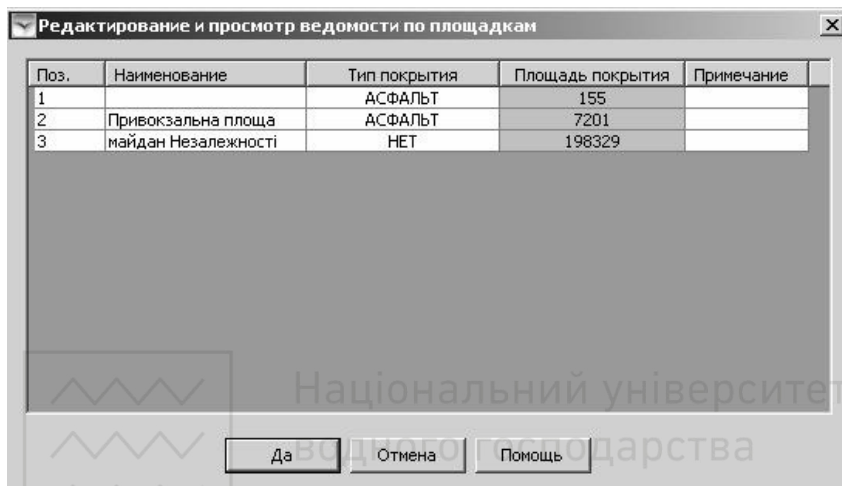 Редактирование и просмотр ведомости по площадкам
Поз. Наименование Тип покрытия Площадь покрытия Примечание
1 АСФАЛЬТ 155
2 Привокзальна площа АСФАЛЬТ 7201
3 майдан Незалежності НЕТ 198329
Національний університет
водного господарства
Да Отмена Помощь